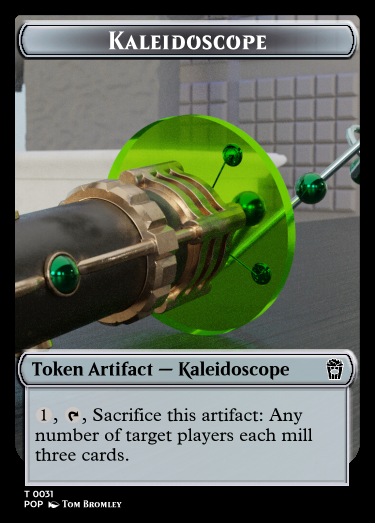 Kaleidoscope
Token Artifact — Kaleidoscope
1, T, Sacrifice this artifact: Any
number of target players each mill
three cards.
T 0031
POP Tom Bromley